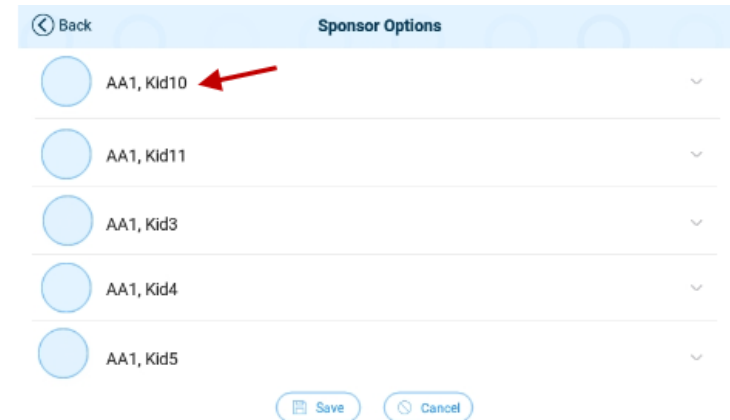 Back Sponsor Options
AA1, Kid10
AA1, Kid11
AA1, Kid3
AA1, Kid4
AA1, Kid5
Save Cancel